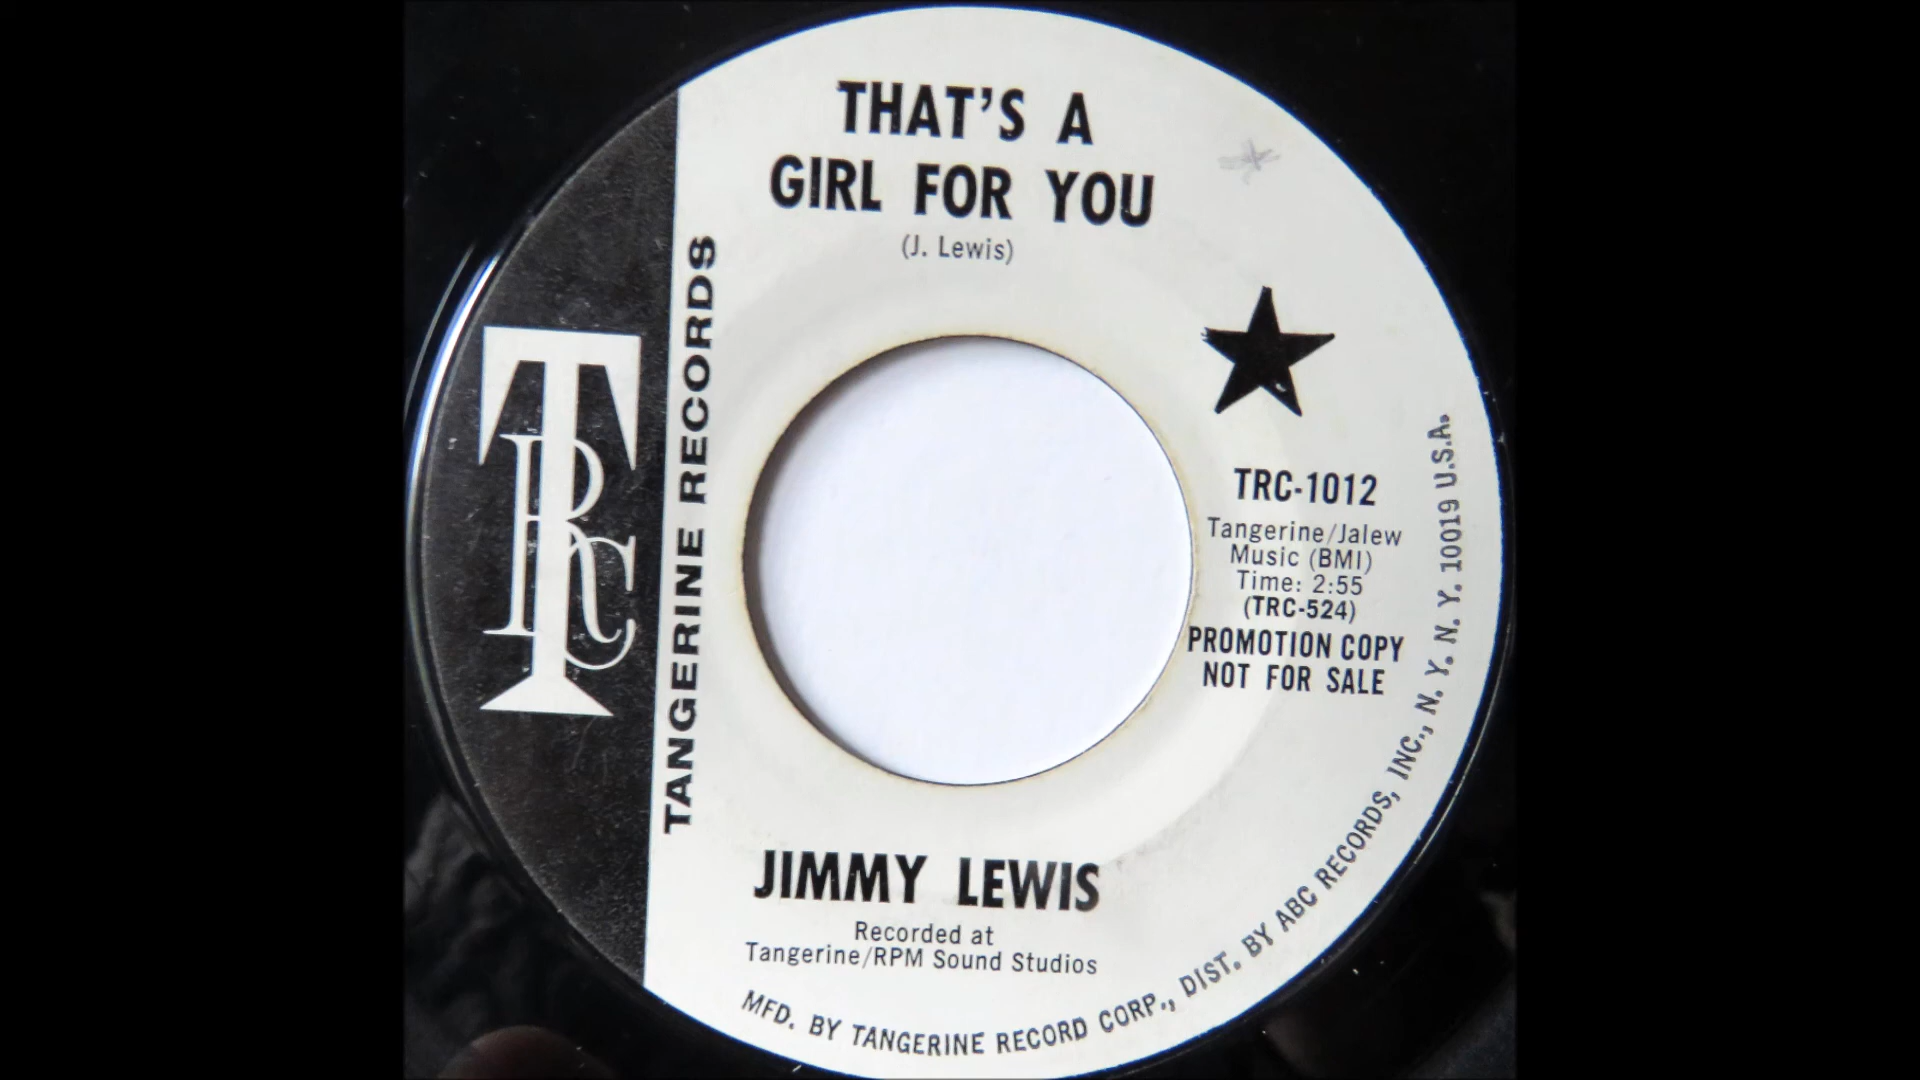 THAT'S A
GIRL FOR YOU
(J. Lewis)
TRC
TANGERINE RECORDS
TRC-1012
Tangerine/Jalew
Music (BMI)
Time: 2:55
(TRC-524)
PROMOTION COPY
NOT FOR SALE
JIMMY LEWIS
Recorded at
Tangerine/RPM Sound Studios
MFD. BY TANGERINE RECORD CORP., DIST. BY ABC RECORDS, INC., N. Y. N. Y. 10019 U.S.A.